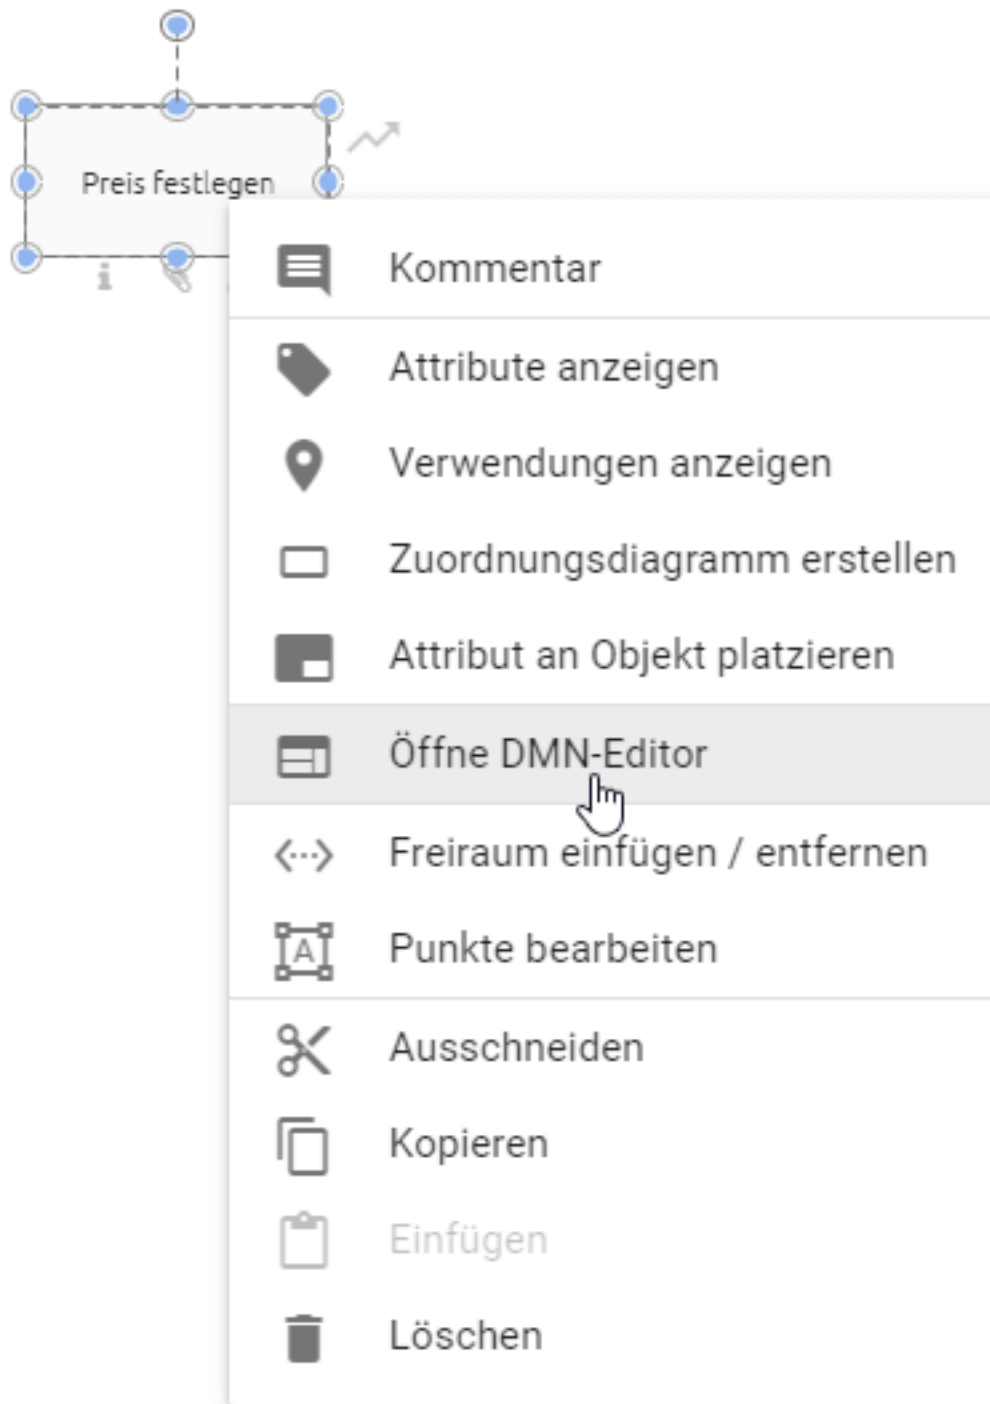 Preis festlegen
Kommentar
Attribute anzeigen
Verwendungen anzeigen
Zuordnungsdiagramm erstellen
Attribut an Objekt platzieren
Öffne DMN-Editor
Freiraum einfügen / entfernen
Punkte bearbeiten
Ausschneiden
Kopieren
Einfügen
Löschen